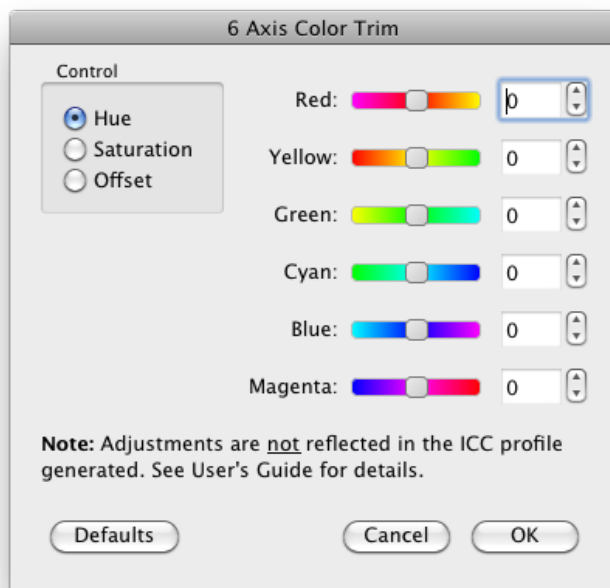 6 Axis Color Trim
Control
Hue
Saturation
Offset
Red: 0
Yellow: 0
Green: 0
Cyan: 0
Blue: 0
Magenta: 0
Note: Adjustments are not reflected in the ICC profile
generated. See User's Guide for details.
Defaults Cancel OK